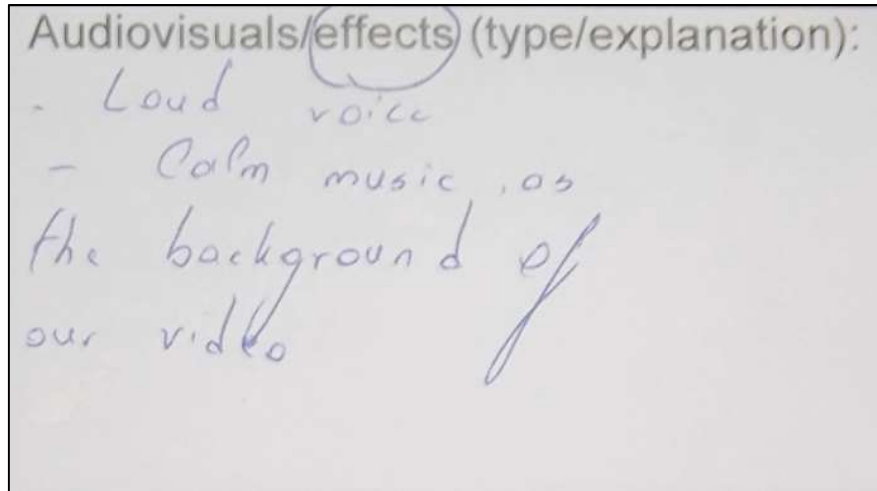 Audiovisuals/effects (type/explanation):
- Loud voice
- Calm music, as
the background of
our video